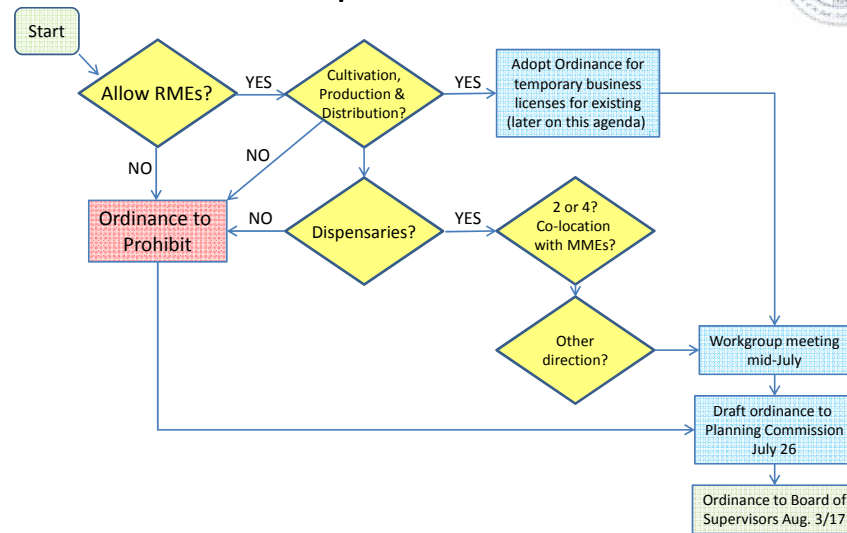 Start
Allow RMEs?
YES
Cultivation,
Production &
Distribution?
YES
Adopt Ordinance for
temporary business
licenses for existing
(later on this agenda)
NO
NO
Ordinance to
Prohibit
NO
Dispensaries?
YES
2 or 4?
Co-location
with MMEs?
Other
direction?
Workgroup meeting
mid-July
Draft ordinance to
Planning Commission
July 26
Ordinance to Board of
Supervisors Aug. 3/17